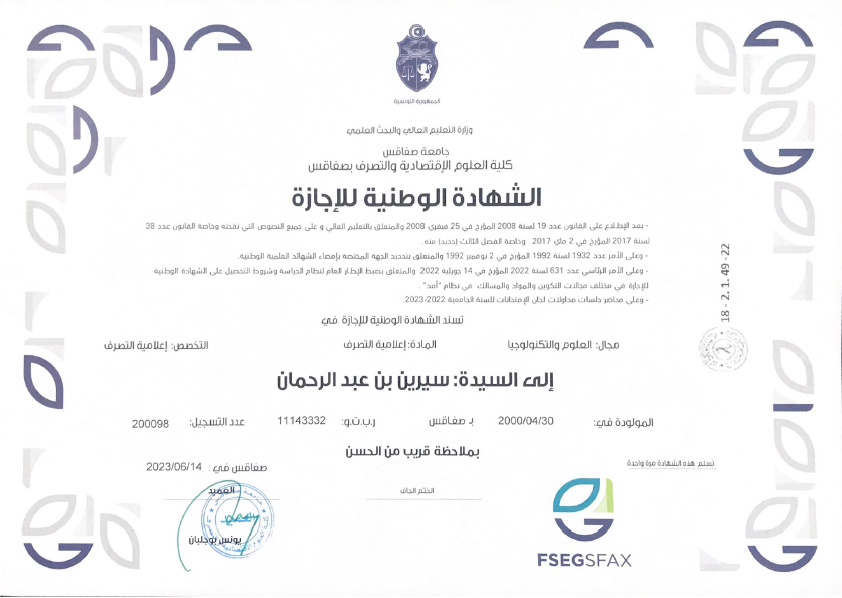 الجمهورية التونسية
وزارة التعليم العالي والبحث العلمي
جامعة صفاقس
كلية العلوم الإقتصادية والتصرف بصفاقس
الشهادة الوطنية للإجازة
- بعد الإطلاع على القانون عدد 19 لسنة 2008 المؤرخ في 25 فيفري 2008 والمتعلق بالتعليم العالي و على جميع النصوص التي نقحته وخاصة القانون عدد 38
لسنة 2017 المؤرخ في 2 ماي 2017 وخاصة الفصل الثالث (جديد) منه .
- وعلى الأمر عدد 1932 لسنة 1992 المؤرخ في 2 نوفمبر 1992 والمتعلق بتحديد الجهة المختصة بإمضاء الشهائد العلمية الوطنية.
- وعلى الأمر الرئاسي عدد 631 لسنة 2022 المؤرخ في 14 جويلية 2022 والمتعلق بضبط الإطار العام لنظام الدراسة وشروط التحصيل على الشهادة الوطنية
للإجازة في مختلف مجالات التكوين والمواد والمسالك في نظام "أمد" .
- وعلى محاضر جلسات مداولات لجان الإمتحانات للسنة الجامعية 2022-2023.
18 - 2. 1. 49 -22
تسند الشهادة الوطنية للإجازة في
مجال: العلوم والتكنولوجيا المادة: إعلامية التصرف التخصص: إعلامية التصرف
إلى السيدة: سيرين بن عبد الرحمان
المولودة في: 2000/04/30 بـ صفاقس ر.ب.ت.و: 11143332 عدد التسجيل: 200098
بملاحظة قريب من الحسن
تسلم هذه الشهادة مرة واحدة
صفاقس في : 2023/06/14
العميد
الختم الجاف
يونس بوجلبان
FSEGSFAX